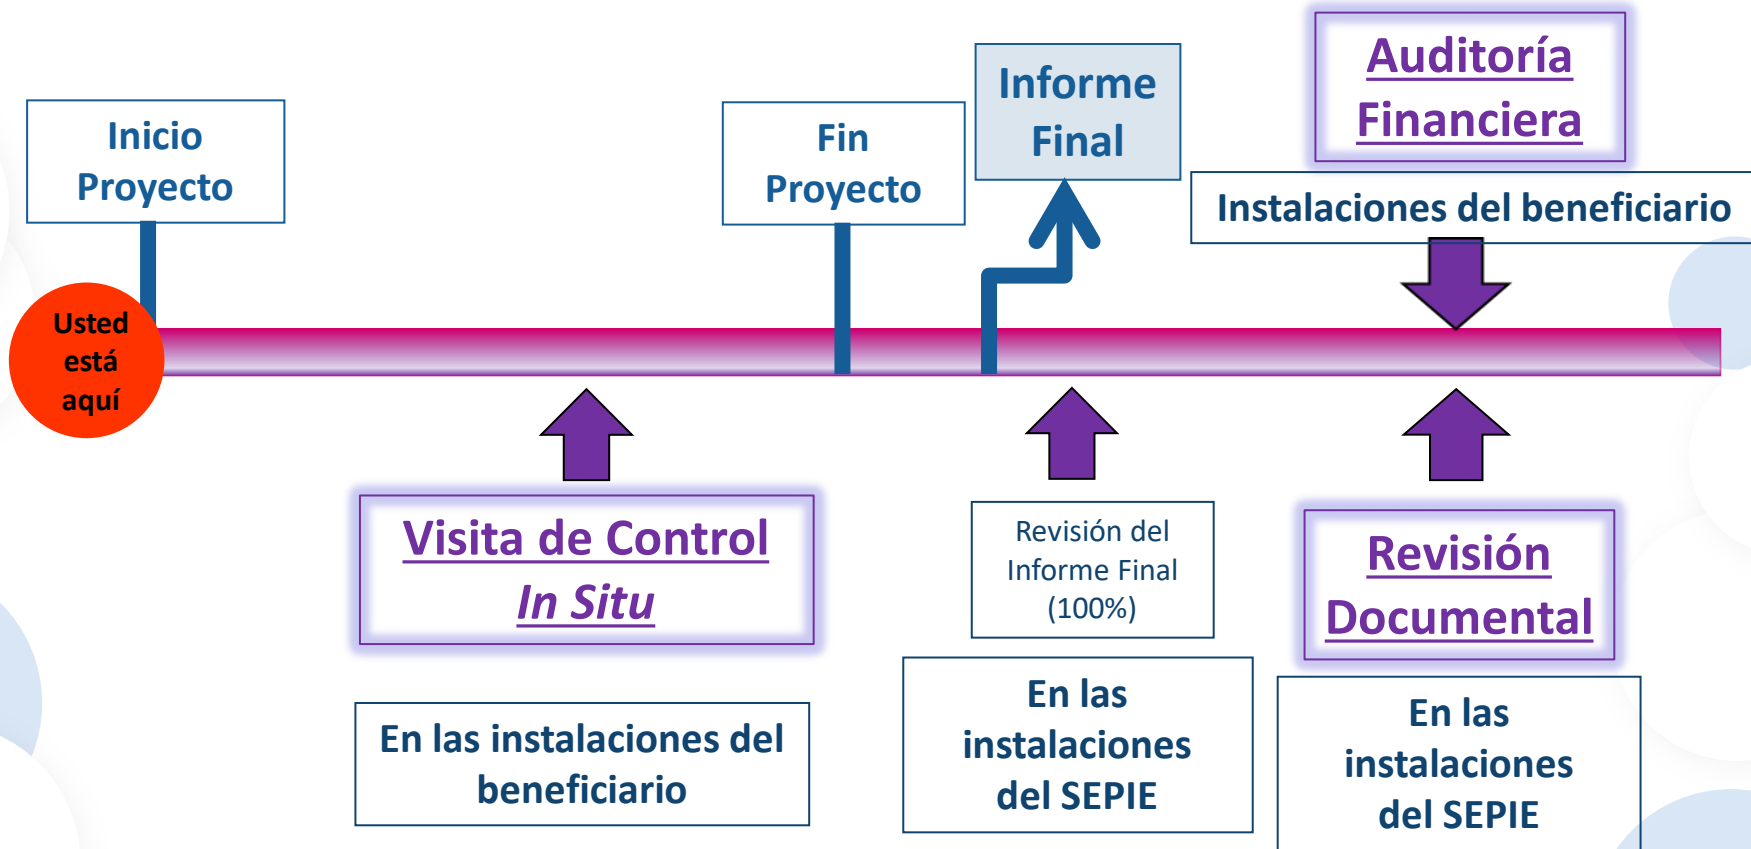 Inicio
Proyecto
Fin
Proyecto
Informe
Final
Auditoría
Financiera
Instalaciones del beneficiario
Usted
está
aquí
Visita de Control
In Situ
En las instalaciones del
beneficiario
Revisión del
Informe Final
(100%)
En las
instalaciones
del SEPIE
Revisión
Documental
En las
instalaciones
del SEPIE